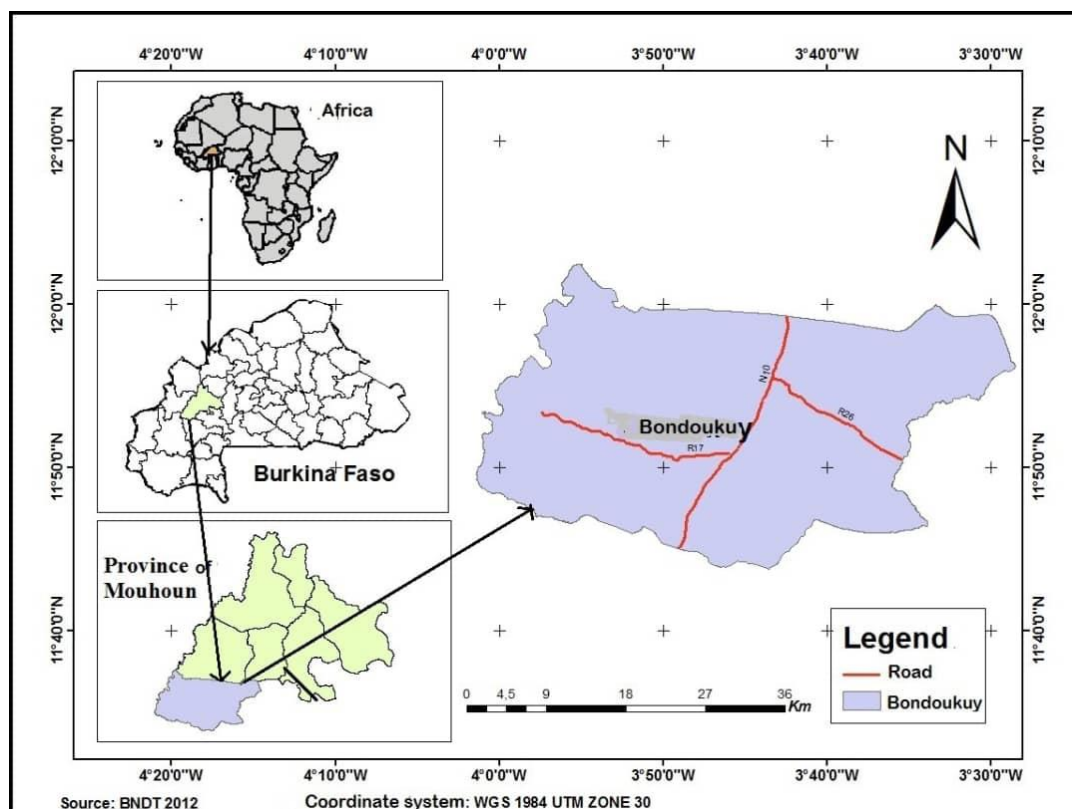 4°20'0"W 4°10'0"W 4°0'0"W 3°50'0"W 3°40'0"W 3°30'0"W
12°10'0"N
12°0'0"N
11°50'0"N
11°40'0"N
Africa
Burkina Faso
Province of
Mouhoun
N
N10
R26
Bondoukuy
R17
12°10'0"N
12°0'0"N
11°50'0"N
11°40'0"N
Legend
Road
Bondoukuy
0 4,5 9 18 27 36
Km
4°20'0"W 4°10'0"W 4°0'0"W 3°50'0"W 3°40'0"W 3°30'0"W
Source: BNDT 2012 Coordinate system: WGS 1984 UTM ZONE 30